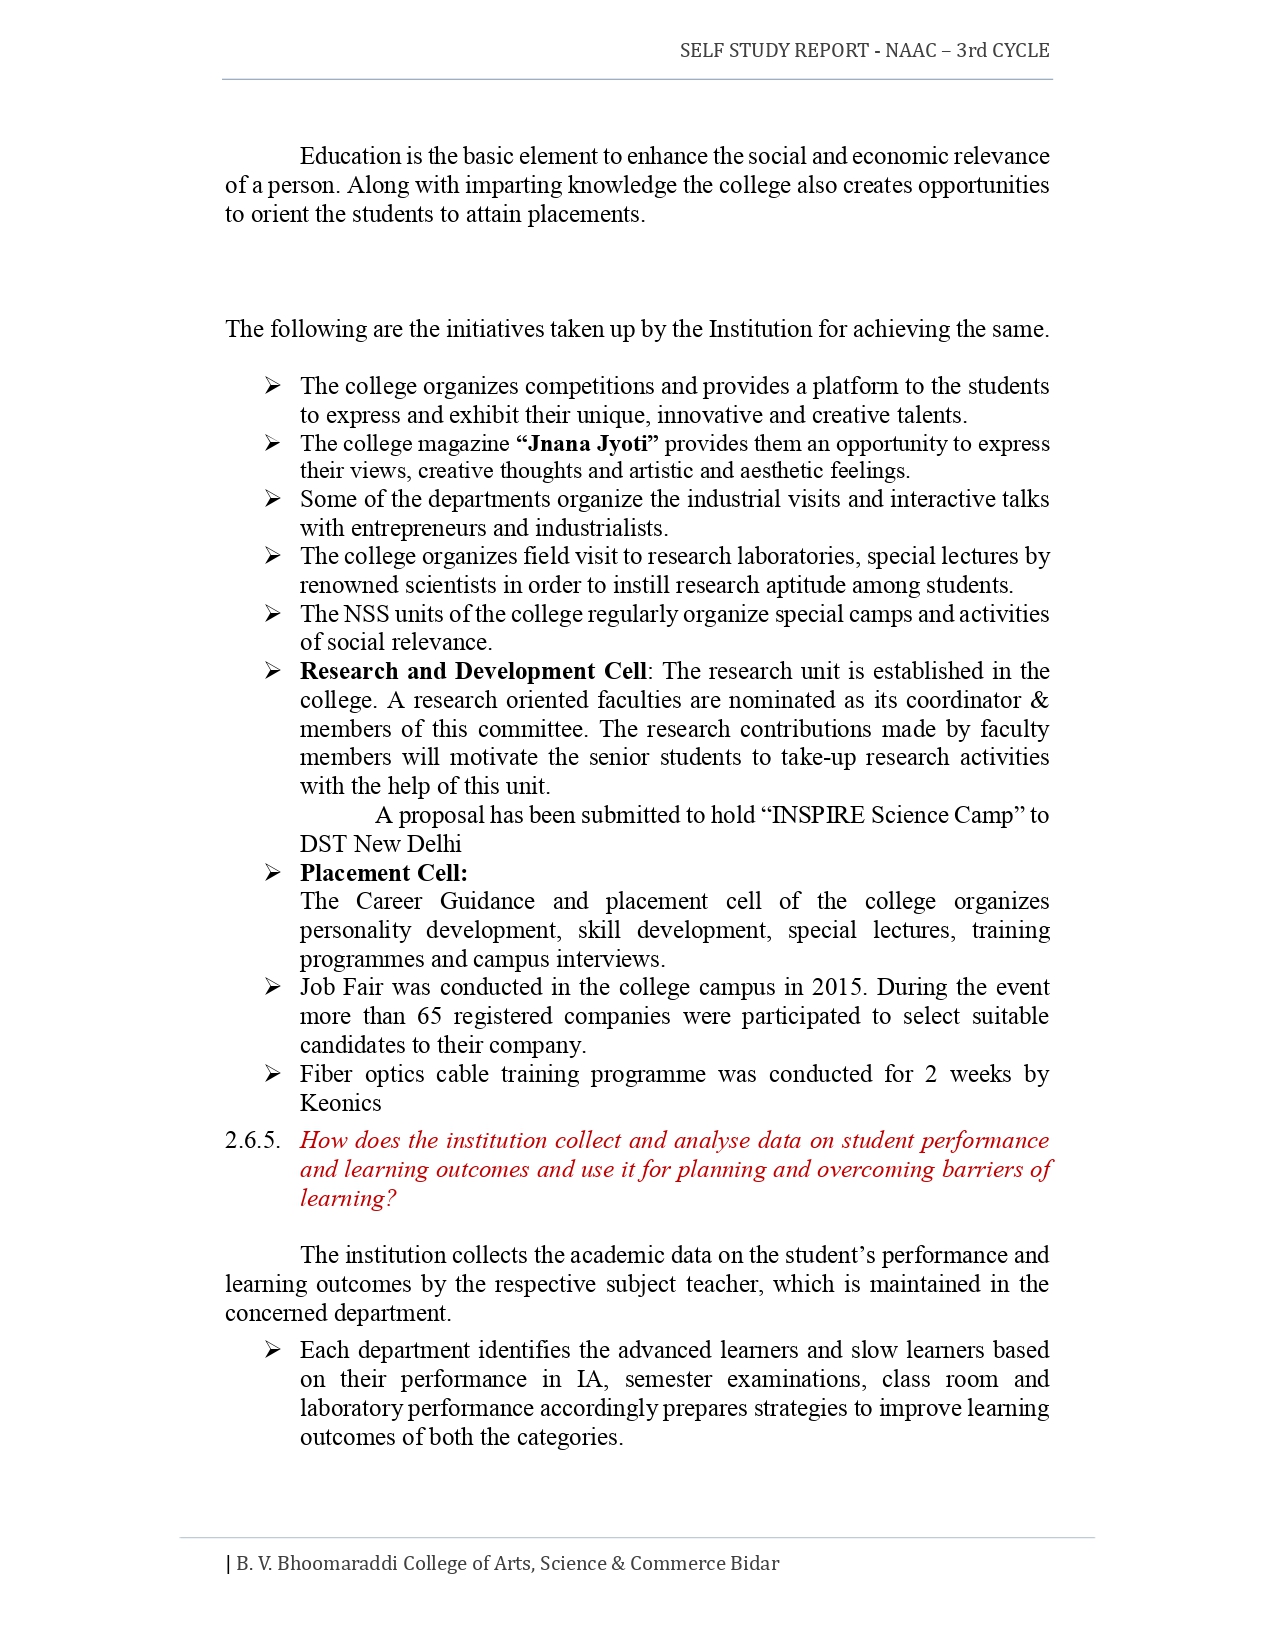 SELF STUDY REPORT - NAAC – 3rd CYCLE
Education is the basic element to enhance the social and economic relevance
of a person. Along with imparting knowledge the college also creates opportunities
to orient the students to attain placements.
The following are the initiatives taken up by the Institution for achieving the same.
➢ The college organizes competitions and provides a platform to the students
to express and exhibit their unique, innovative and creative talents.
➢ The college magazine “Jnana Jyoti” provides them an opportunity to express
their views, creative thoughts and artistic and aesthetic feelings.
➢ Some of the departments organize the industrial visits and interactive talks
with entrepreneurs and industrialists.
➢ The college organizes field visit to research laboratories, special lectures by
renowned scientists in order to instill research aptitude among students.
➢ The NSS units of the college regularly organize special camps and activities
of social relevance.
➢ Research and Development Cell: The research unit is established in the
college. A research oriented faculties are nominated as its coordinator &
members of this committee. The research contributions made by faculty
members will motivate the senior students to take-up research activities
with the help of this unit.
A proposal has been submitted to hold “INSPIRE Science Camp” to
DST New Delhi
➢ Placement Cell:
The Career Guidance and placement cell of the college organizes
personality development, skill development, special lectures, training
programmes and campus interviews.
➢ Job Fair was conducted in the college campus in 2015. During the event
more than 65 registered companies were participated to select suitable
candidates to their company.
➢ Fiber optics cable training programme was conducted for 2 weeks by
Keonics
2.6.5. How does the institution collect and analyse data on student performance
and learning outcomes and use it for planning and overcoming barriers of
learning?
The institution collects the academic data on the student’s performance and
learning outcomes by the respective subject teacher, which is maintained in the
concerned department.
➢ Each department identifies the advanced learners and slow learners based
on their performance in IA, semester examinations, class room and
laboratory performance accordingly prepares strategies to improve learning
outcomes of both the categories.
| B. V. Bhoomaraddi College of Arts, Science & Commerce Bidar